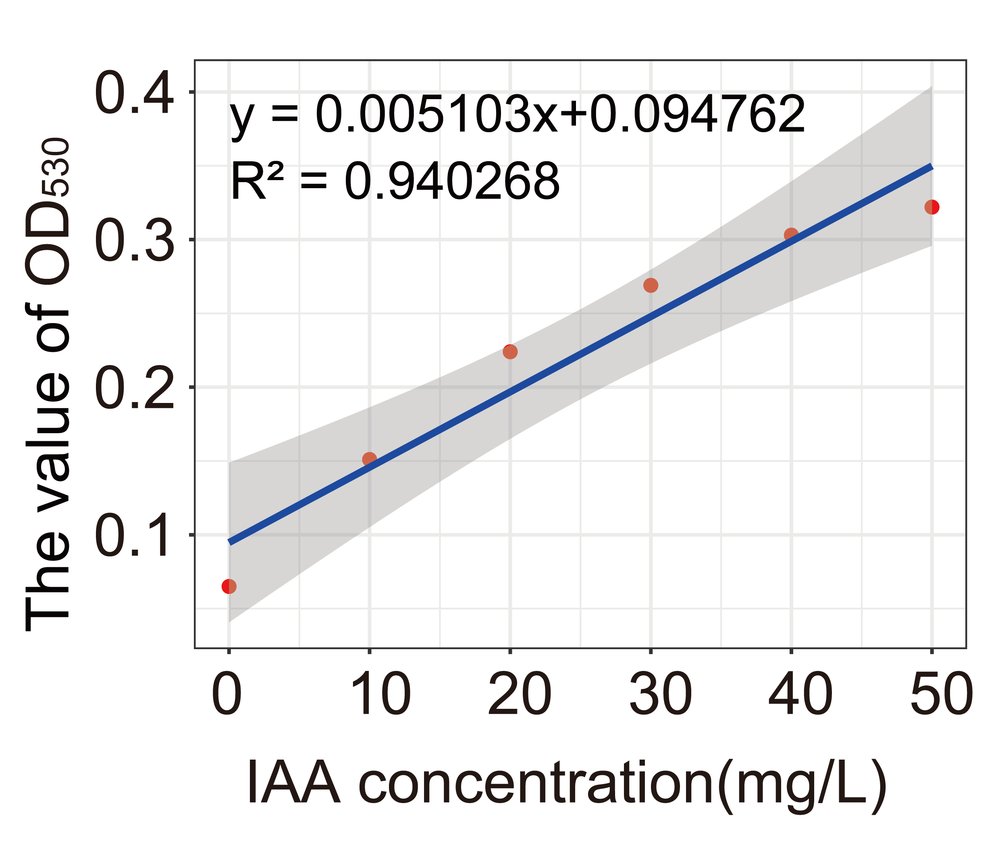 y = 0.005103x+0.094762
R² = 0.940268
The value of OD530
0.4
0.3
0.2
0.1
0 10 20 30 40 50
IAA concentration(mg/L)